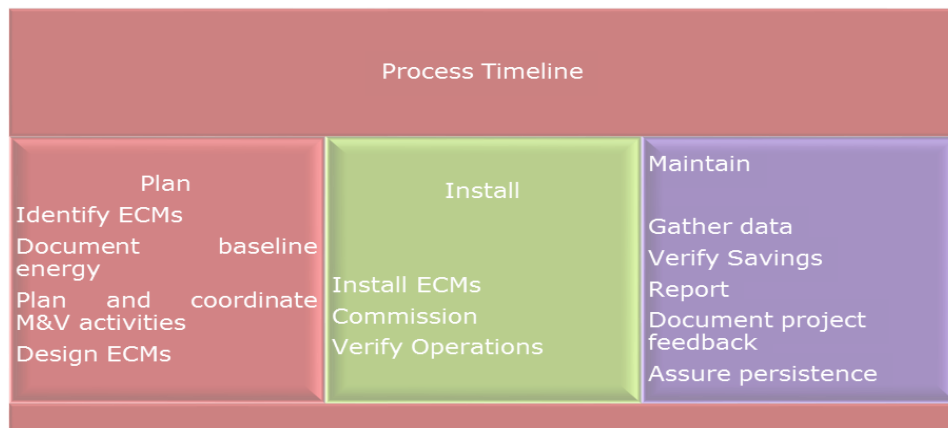 Process Timeline
Plan
Identify ECMs
Document baseline
energy
Plan and coordinate
M&V activities
Design ECMs
Install
Install ECMs
Commission
Verify Operations
Maintain
Gather data
Verify Savings
Report
Document project
feedback
Assure persistence